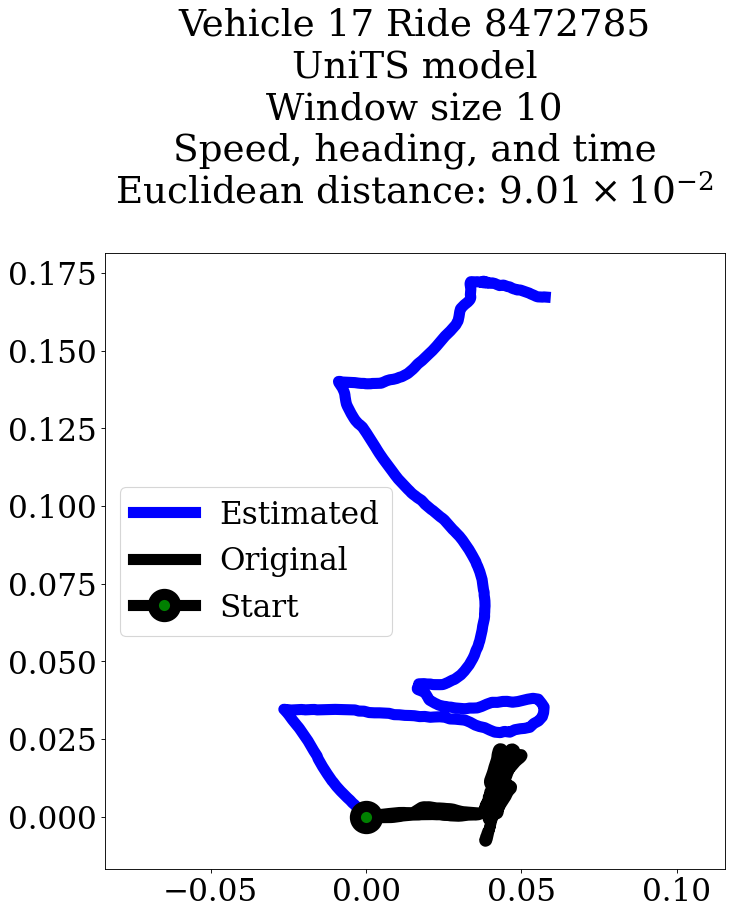 Vehicle 17 Ride 8472785
UniTS model
Window size 10
Speed, heading, and time
Euclidean distance: 9.01 × 10⁻²
0.175
0.150
0.125
0.100
0.075
0.050
0.025
0.000
Estimated
Original
Start
−0.05 0.00 0.05 0.10